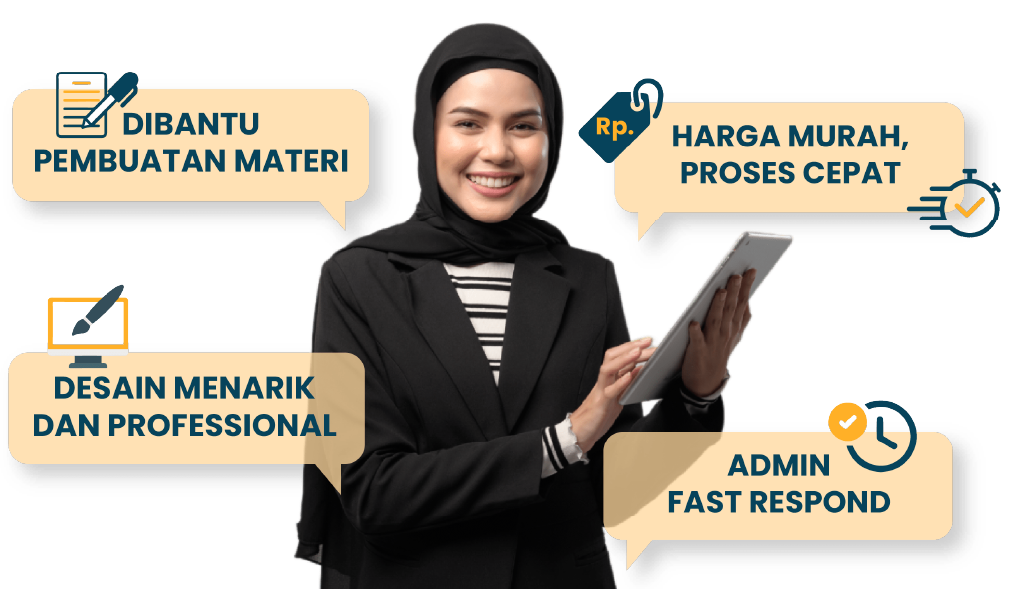 DIBANTU
PEMBUATAN MATERI
Rp.
HARGA MURAH,
PROSES CEPAT
DESAIN MENARIK
DAN PROFESSIONAL
ADMIN
FAST RESPOND